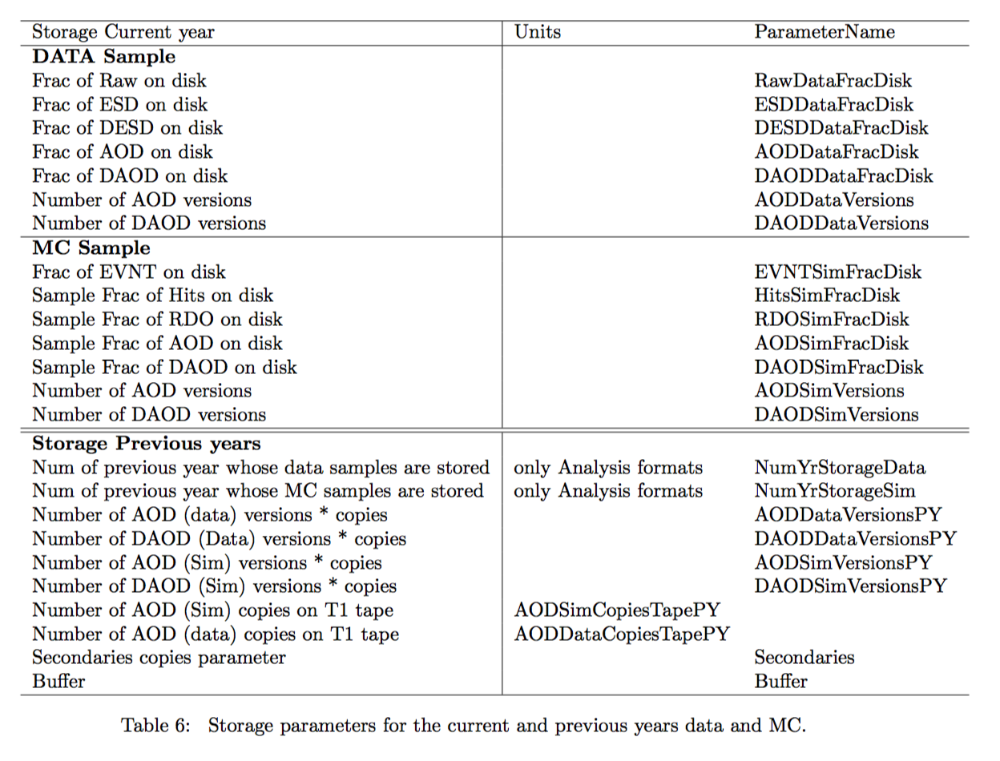 Storage Current year Units ParameterName
DATA Sample
Frac of Raw on disk RawDataFracDisk
Frac of ESD on disk ESDDataFracDisk
Frac of DESD on disk DESDDataFracDisk
Frac of AOD on disk AODDataFracDisk
Frac of DAOD on disk DAODDataFracDisk
Number of AOD versions AODDataVersions
Number of DAOD versions DAODDataVersions
MC Sample
Frac of EVNT on disk EVNTSimFracDisk
Sample Frac of Hits on disk HitsSimFracDisk
Sample Frac of RDO on disk RDOSimFracDisk
Sample Frac of AOD on disk AODSimFracDisk
Sample Frac of DAOD on disk DAODSimFracDisk
Number of AOD versions AODSimVersions
Number of DAOD versions DAODSimVersions
Storage Previous years
Num of previous year whose data samples are stored only Analysis formats NumYrStorageData
Num of previous year whose MC samples are stored only Analysis formats NumYrStorageSim
Number of AOD (data) versions * copies AODDataVersionsPY
Number of DAOD (Data) versions * copies DAODDataVersionsPY
Number of AOD (Sim) versions * copies AODSimVersionsPY
Number of DAOD (Sim) versions * copies DAODSimVersionsPY
Number of AOD (Sim) copies on T1 tape AODSimCopiesTapePY
Number of AOD (data) copies on T1 tape AODDataCopiesTapePY
Secondaries copies parameter Secondaries
Buffer Buffer
Table 6: Storage parameters for the current and previous years data and MC.